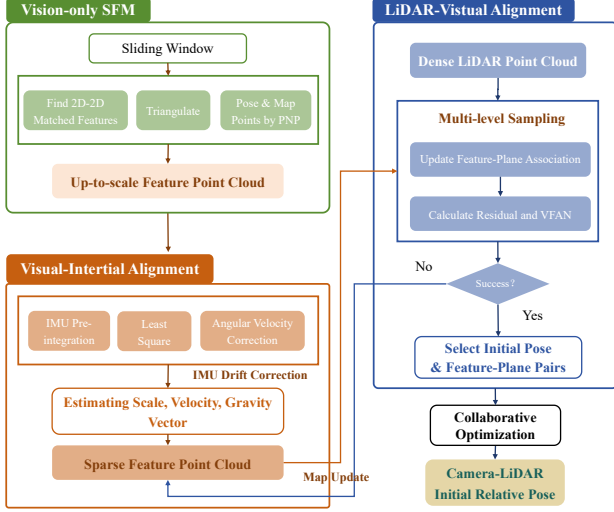 Vision-only SFM
Sliding Window
Find 2D-2D
Matched Features
Triangulate
Pose & Map
Points by PNP
Up-to-scale Feature Point Cloud
Visual-Intertial Alignment
IMU Pre-
integration
Least
Square
Angular Velocity
Correction
IMU Drift Correction
Estimating Scale, Velocity, Gravity
Vector
Sparse Feature Point Cloud
Map Update
LiDAR-Vistual Alignment
Dense LiDAR Point Cloud
Multi-level Sampling
Update Feature-Plane Association
Calculate Residual and VFAN
No
Success?
Yes
Select Initial Pose
& Feature-Plane Pairs
Collaborative
Optimization
Camera-LiDAR
Initial Relative Pose